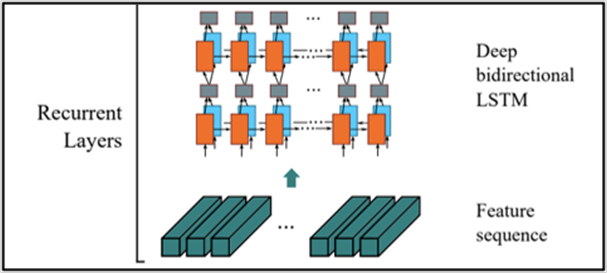 Recurrent
Layers
Deep
bidirectional
LSTM
Feature
sequence